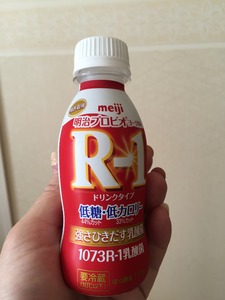 meiji
明治プロビオヨーグルト
R-1
ドリンクタイプ
低糖・低カロリー
強さひきだす乳酸菌
1073R-1乳酸菌
要冷蔵